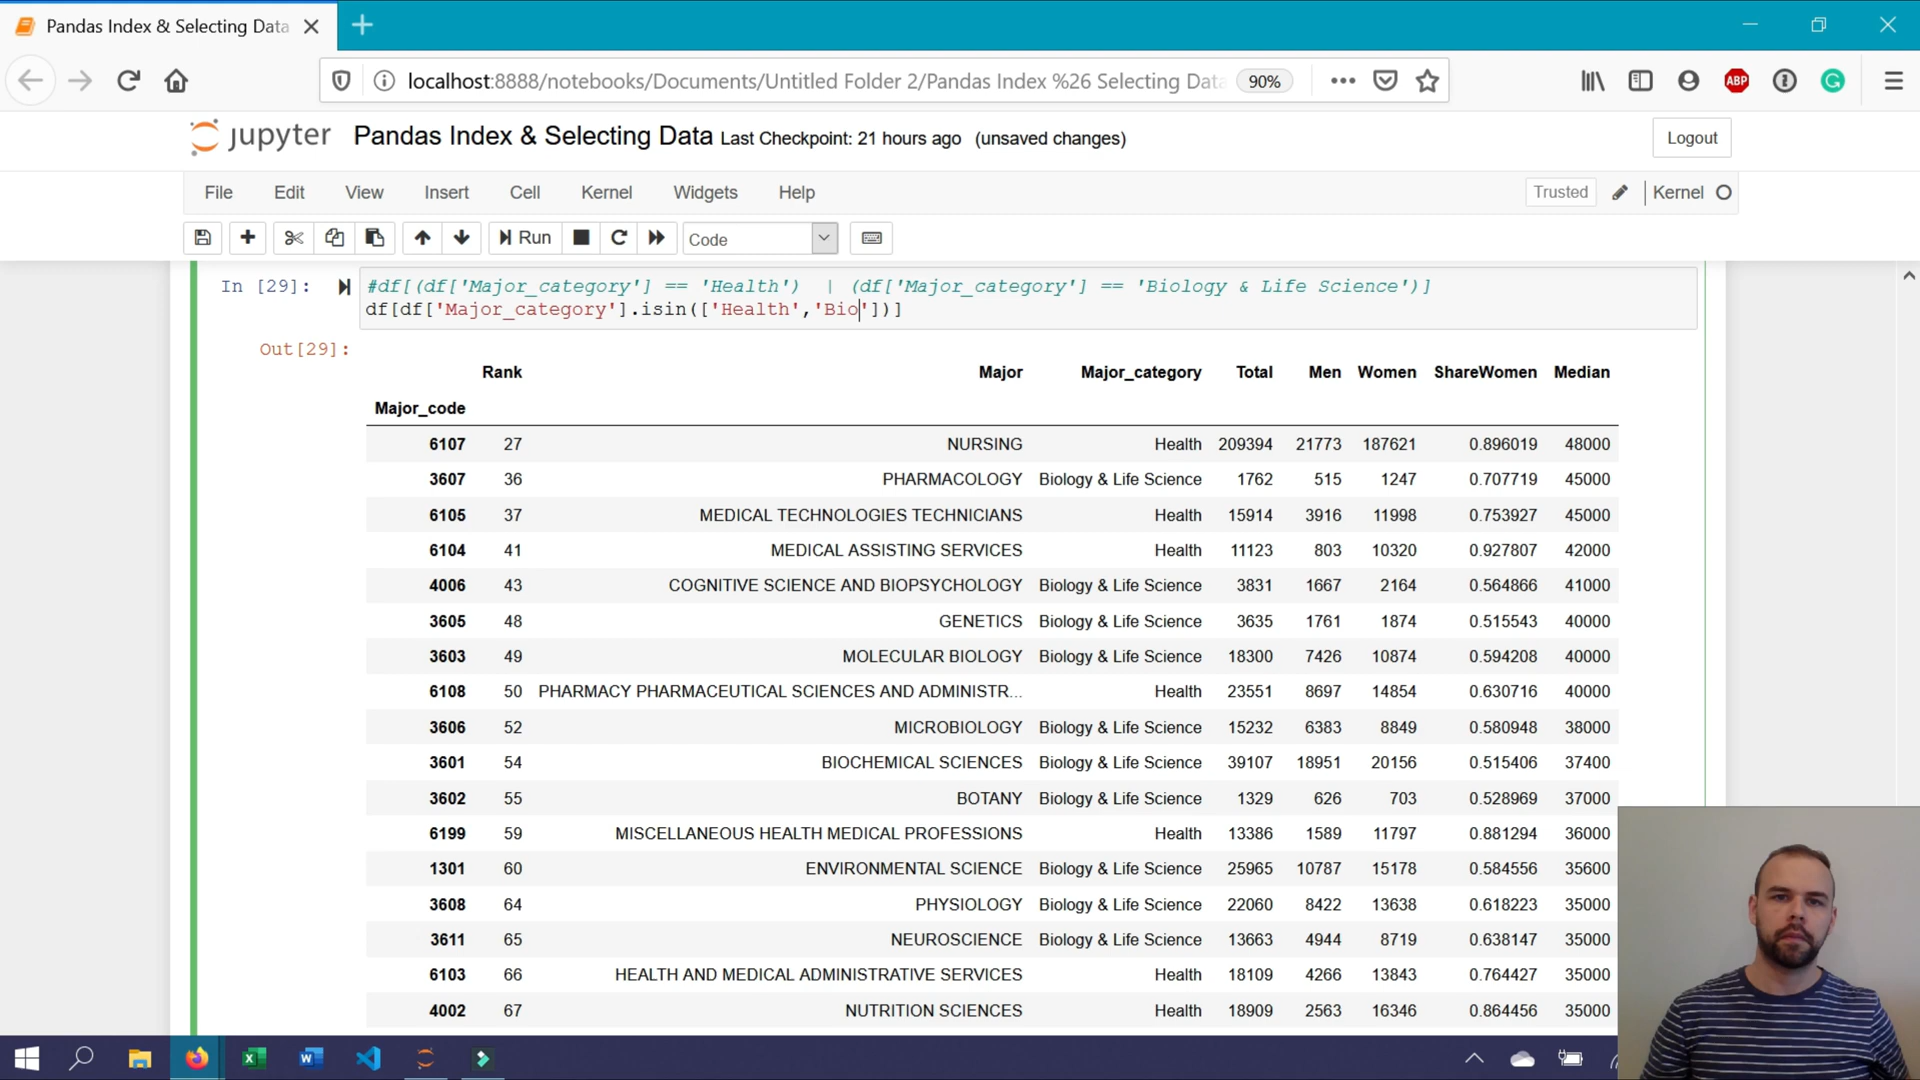 Pandas Index & Selecting Data
localhost:8888/notebooks/Documents/Untitled Folder 2/Pandas Index %26 Selecting Data 90%
ABP
jupyter Pandas Index & Selecting Data Last Checkpoint: 21 hours ago (unsaved changes) Logout
File Edit View Insert Cell Kernel Widgets Help Trusted Kernel
Run Code
In [29]: #df[(df['Major_category'] == 'Health') | (df['Major_category'] == 'Biology & Life Science')]
df[df['Major_category'].isin(['Health','Bio'])]
Out[29]:
Rank Major Major_category Total Men Women ShareWomen Median
Major_code
6107 27 NURSING Health 209394 21773 187621 0.896019 48000
3607 36 PHARMACOLOGY Biology & Life Science 1762 515 1247 0.707719 45000
6105 37 MEDICAL TECHNOLOGIES TECHNICIANS Health 15914 3916 11998 0.753927 45000
6104 41 MEDICAL ASSISTING SERVICES Health 11123 803 10320 0.927807 42000
4006 43 COGNITIVE SCIENCE AND BIOPSYCHOLOGY Biology & Life Science 3831 1667 2164 0.564866 41000
3605 48 GENETICS Biology & Life Science 3635 1761 1874 0.515543 40000
3603 49 MOLECULAR BIOLOGY Biology & Life Science 18300 7426 10874 0.594208 40000
6108 50 PHARMACY PHARMACEUTICAL SCIENCES AND ADMINISTR... Health 23551 8697 14854 0.630716 40000
3606 52 MICROBIOLOGY Biology & Life Science 15232 6383 8849 0.580948 38000
3601 54 BIOCHEMICAL SCIENCES Biology & Life Science 39107 18951 20156 0.515406 37400
3602 55 BOTANY Biology & Life Science 1329 626 703 0.528969 37000
6199 59 MISCELLANEOUS HEALTH MEDICAL PROFESSIONS Health 13386 1589 11797 0.881294 36000
1301 60 ENVIRONMENTAL SCIENCE Biology & Life Science 25965 10787 15178 0.584556 35600
3608 64 PHYSIOLOGY Biology & Life Science 22060 8422 13638 0.618223 35000
3611 65 NEUROSCIENCE Biology & Life Science 13663 4944 8719 0.638147 35000
6103 66 HEALTH AND MEDICAL ADMINISTRATIVE SERVICES Health 18109 4266 13843 0.764427 35000
4002 67 NUTRITION SCIENCES Health 18909 2563 16346 0.864456 35000